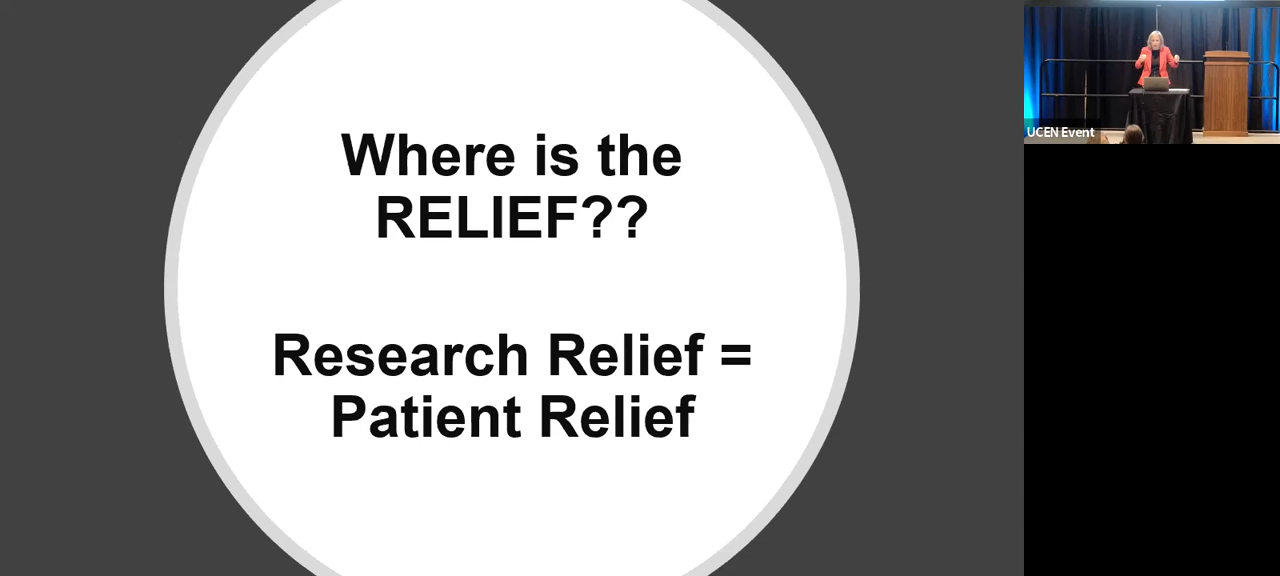 Where is the
RELIEF??
Research Relief =
Patient Relief
UCEN Event